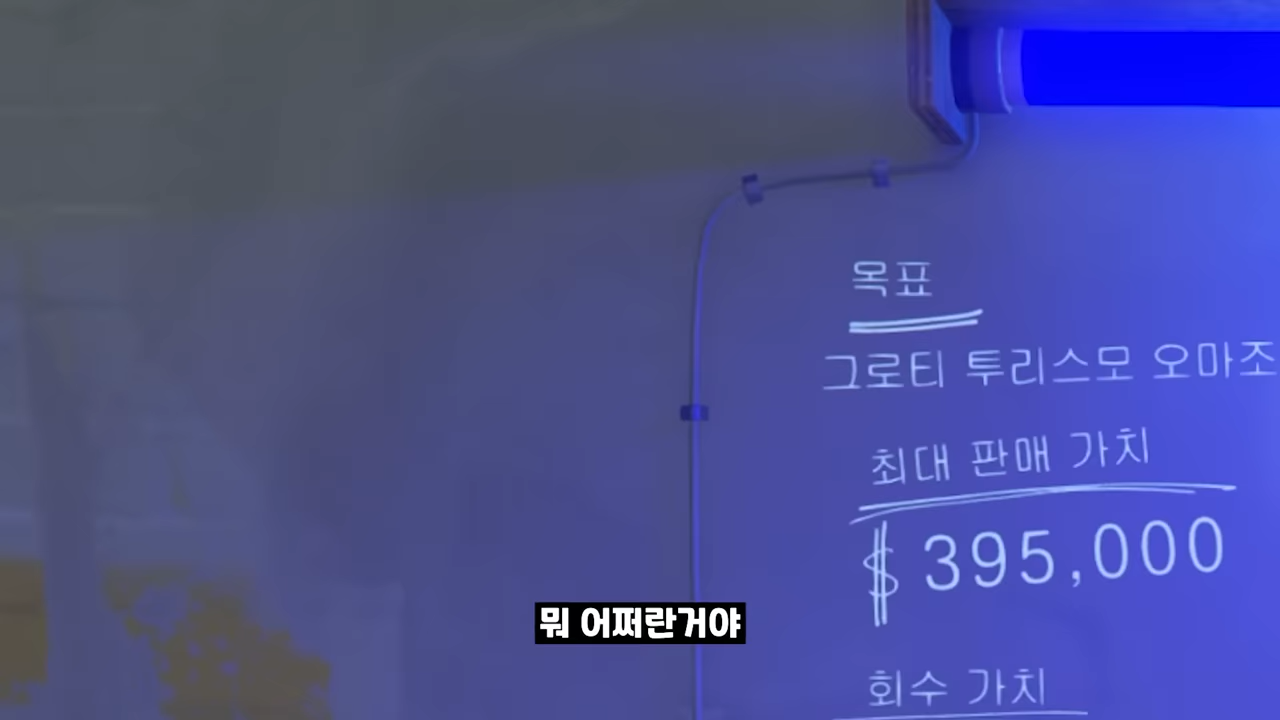 목표
그로티 투리스모 오마조
최대 판매 가치
$ 395,000
뭐 어쩌란거야
회수 가치